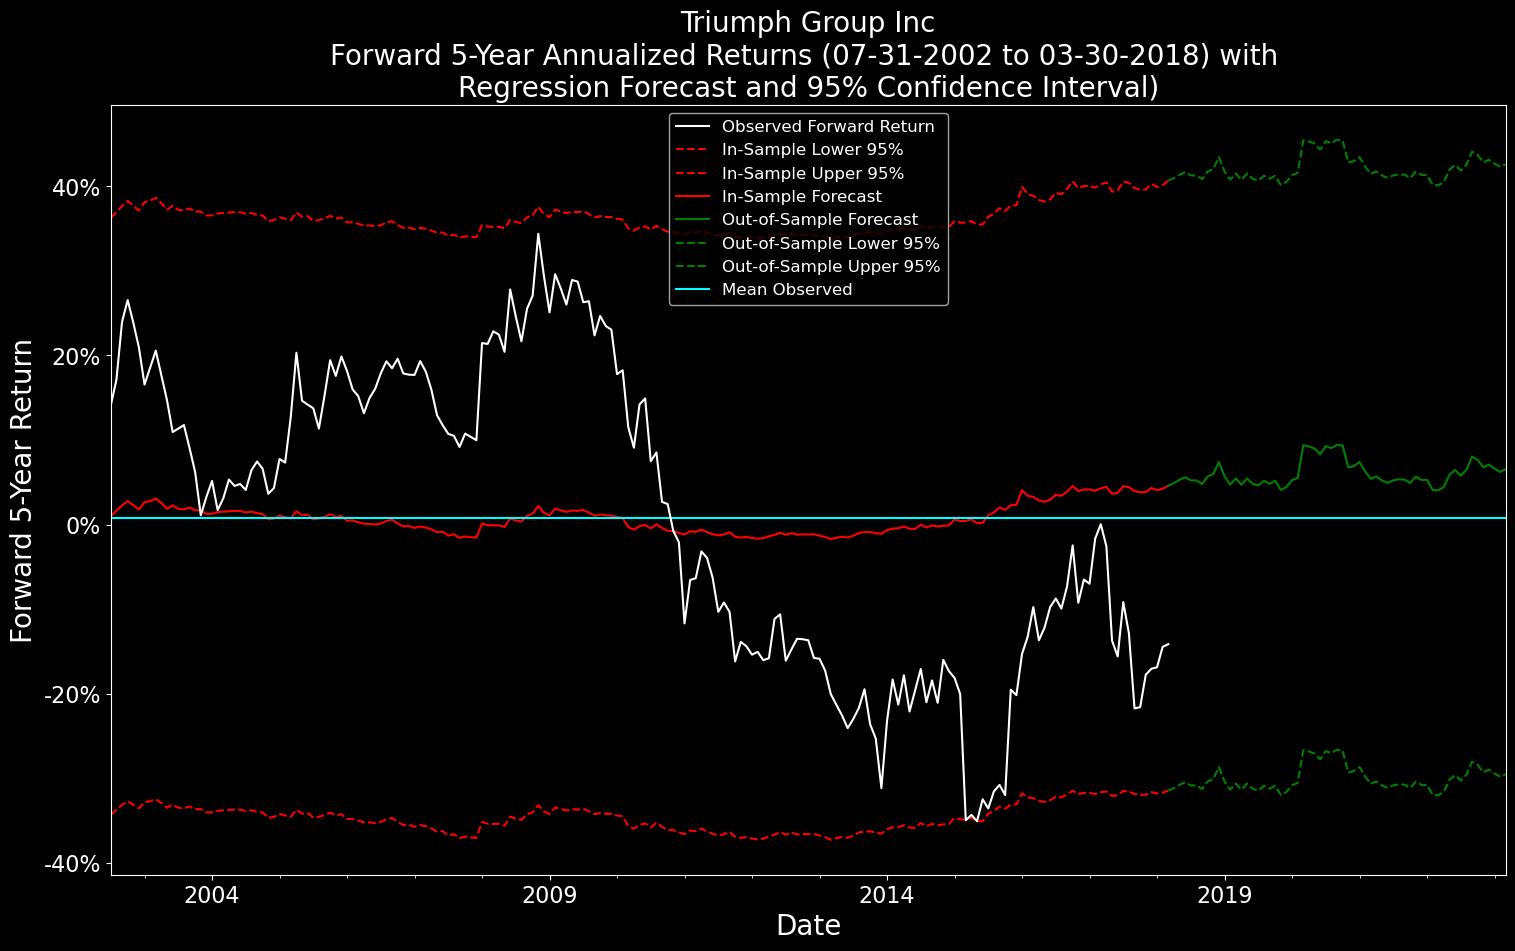 Triumph Group Inc
Forward 5-Year Annualized Returns (07-31-2002 to 03-30-2018) with
Regression Forecast and 95% Confidence Interval)
Observed Forward Return
In-Sample Lower 95%
In-Sample Upper 95%
In-Sample Forecast
Out-of-Sample Forecast
Out-of-Sample Lower 95%
Out-of-Sample Upper 95%
Mean Observed
Forward 5-Year Return
40%
20%
0%
-20%
-40%
2004
2009
2014
2019
Date